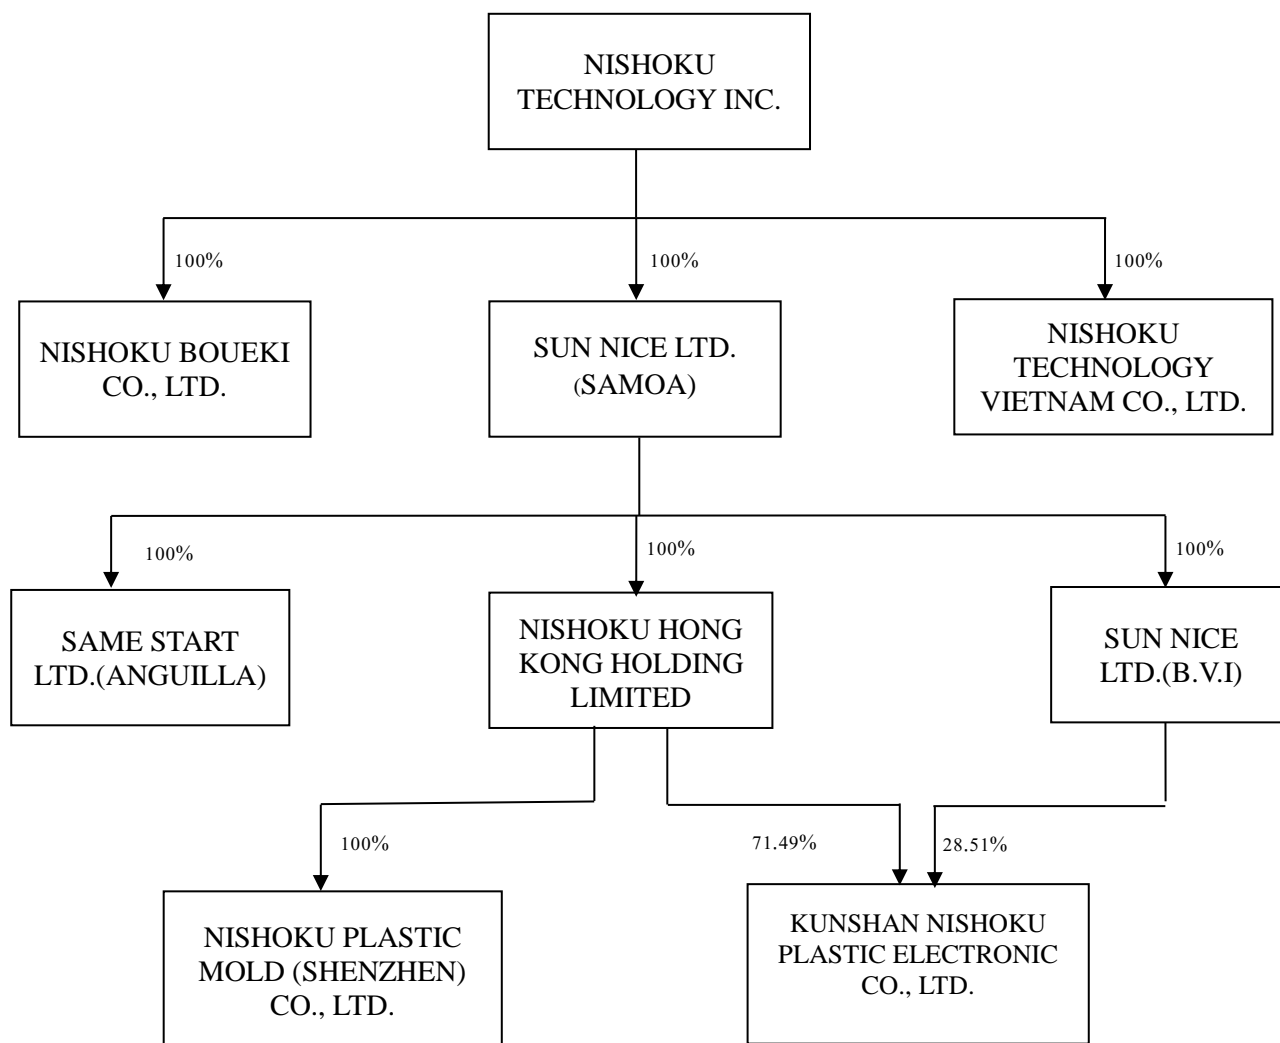 NISHOKU
TECHNOLOGY INC.
100%
100%
100%
NISHOKU BOUEKI
CO., LTD.
SUN NICE LTD.
(SAMOA)
NISHOKU
TECHNOLOGY
VIETNAM CO., LTD.
100%
100%
100%
SAME START
LTD.(ANGUILLA)
NISHOKU HONG
KONG HOLDING
LIMITED
SUN NICE
LTD.(B.V.I)
100%
71.49%
28.51%
NISHOKU PLASTIC
MOLD (SHENZHEN)
CO., LTD.
KUNSHAN NISHOKU
PLASTIC ELECTRONIC
CO., LTD.